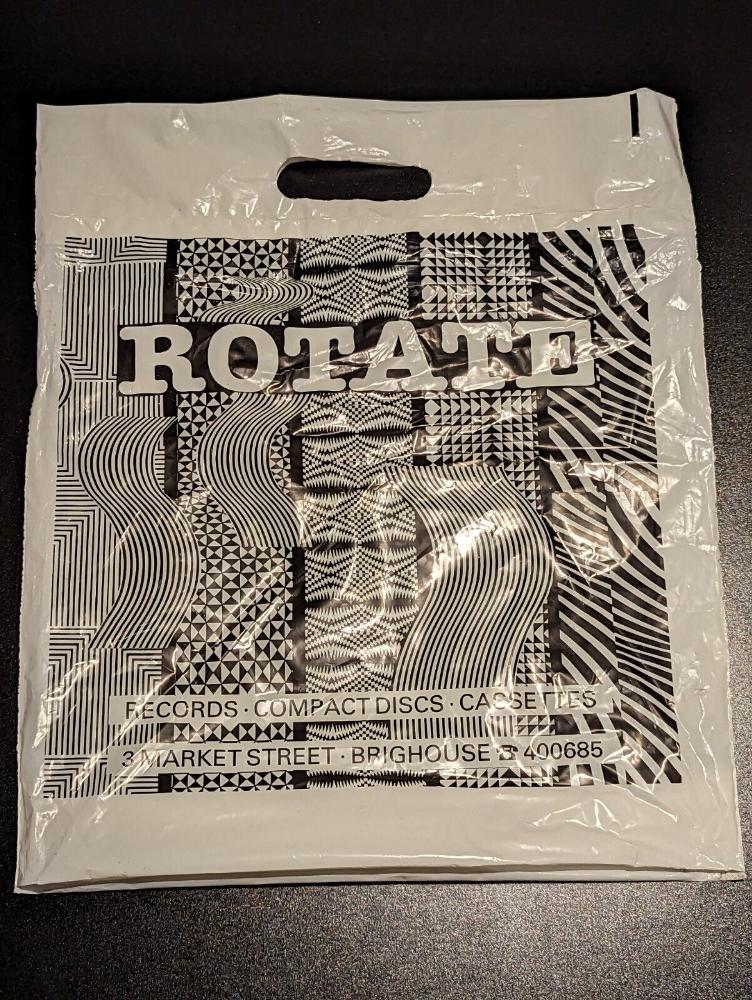 ROTATE
RECORDS · COMPACT DISCS · CASSETTES
3 MARKET STREET · BRIGHOUSE ☎ 400685